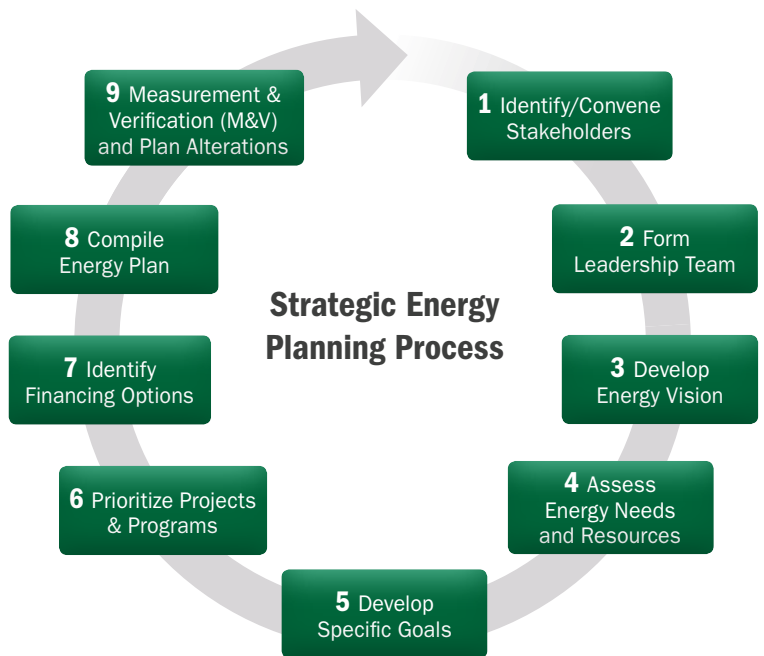 Strategic Energy
Planning Process
1 Identify/Convene
Stakeholders
2 Form
Leadership Team
3 Develop
Energy Vision
4 Assess
Energy Needs
and Resources
5 Develop
Specific Goals
6 Prioritize Projects
& Programs
7 Identify
Financing Options
8 Compile
Energy Plan
9 Measurement &
Verification (M&V)
and Plan Alterations